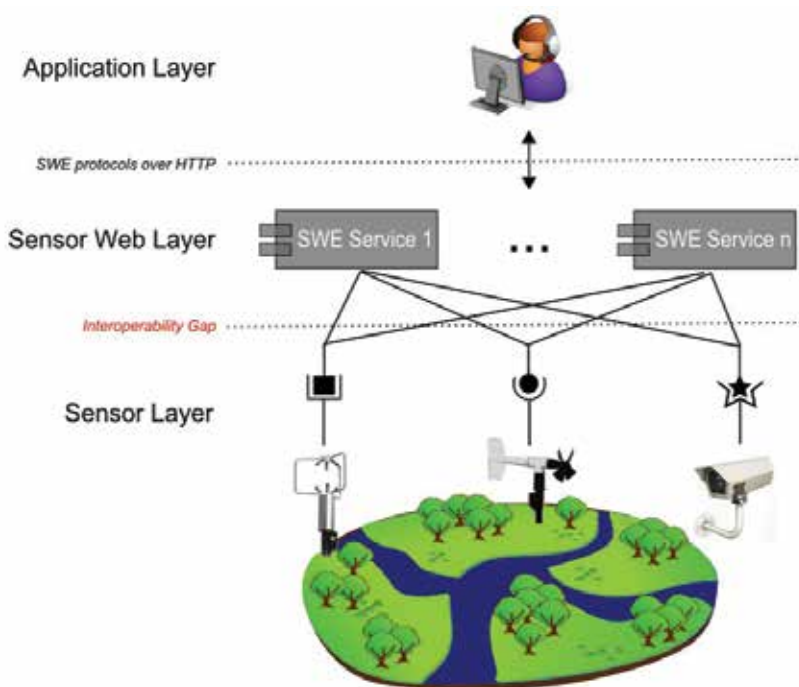 Application Layer
SWE protocols over HTTP
Sensor Web Layer
SWE Service 1
...
SWE Service n
Interoperability Gap
Sensor Layer